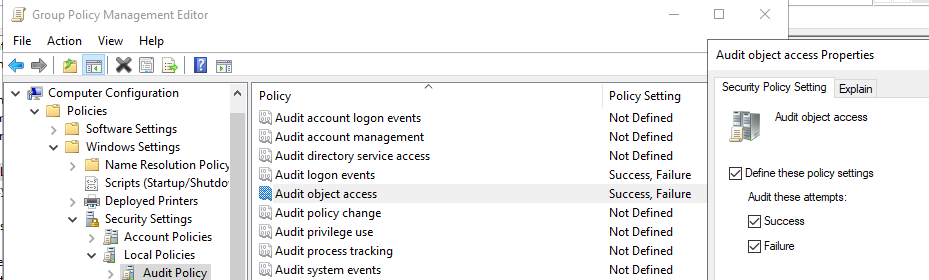 Group Policy Management Editor
File Action View Help
Computer Configuration
Policies
Software Settings
Windows Settings
Name Resolution Policy
Scripts (Startup/Shutdo
Deployed Printers
Security Settings
Account Policies
Local Policies
Audit Policy
Policy Policy Setting
Audit account logon events Not Defined
Audit account management Not Defined
Audit directory service access Not Defined
Audit logon events Success, Failure
Audit object access Success, Failure
Audit policy change Not Defined
Audit privilege use Not Defined
Audit process tracking Not Defined
Audit system events Not Defined
Audit object access Properties
Security Policy Setting Explain
Audit object access
Define these policy settings
Audit these attempts:
Success
Failure